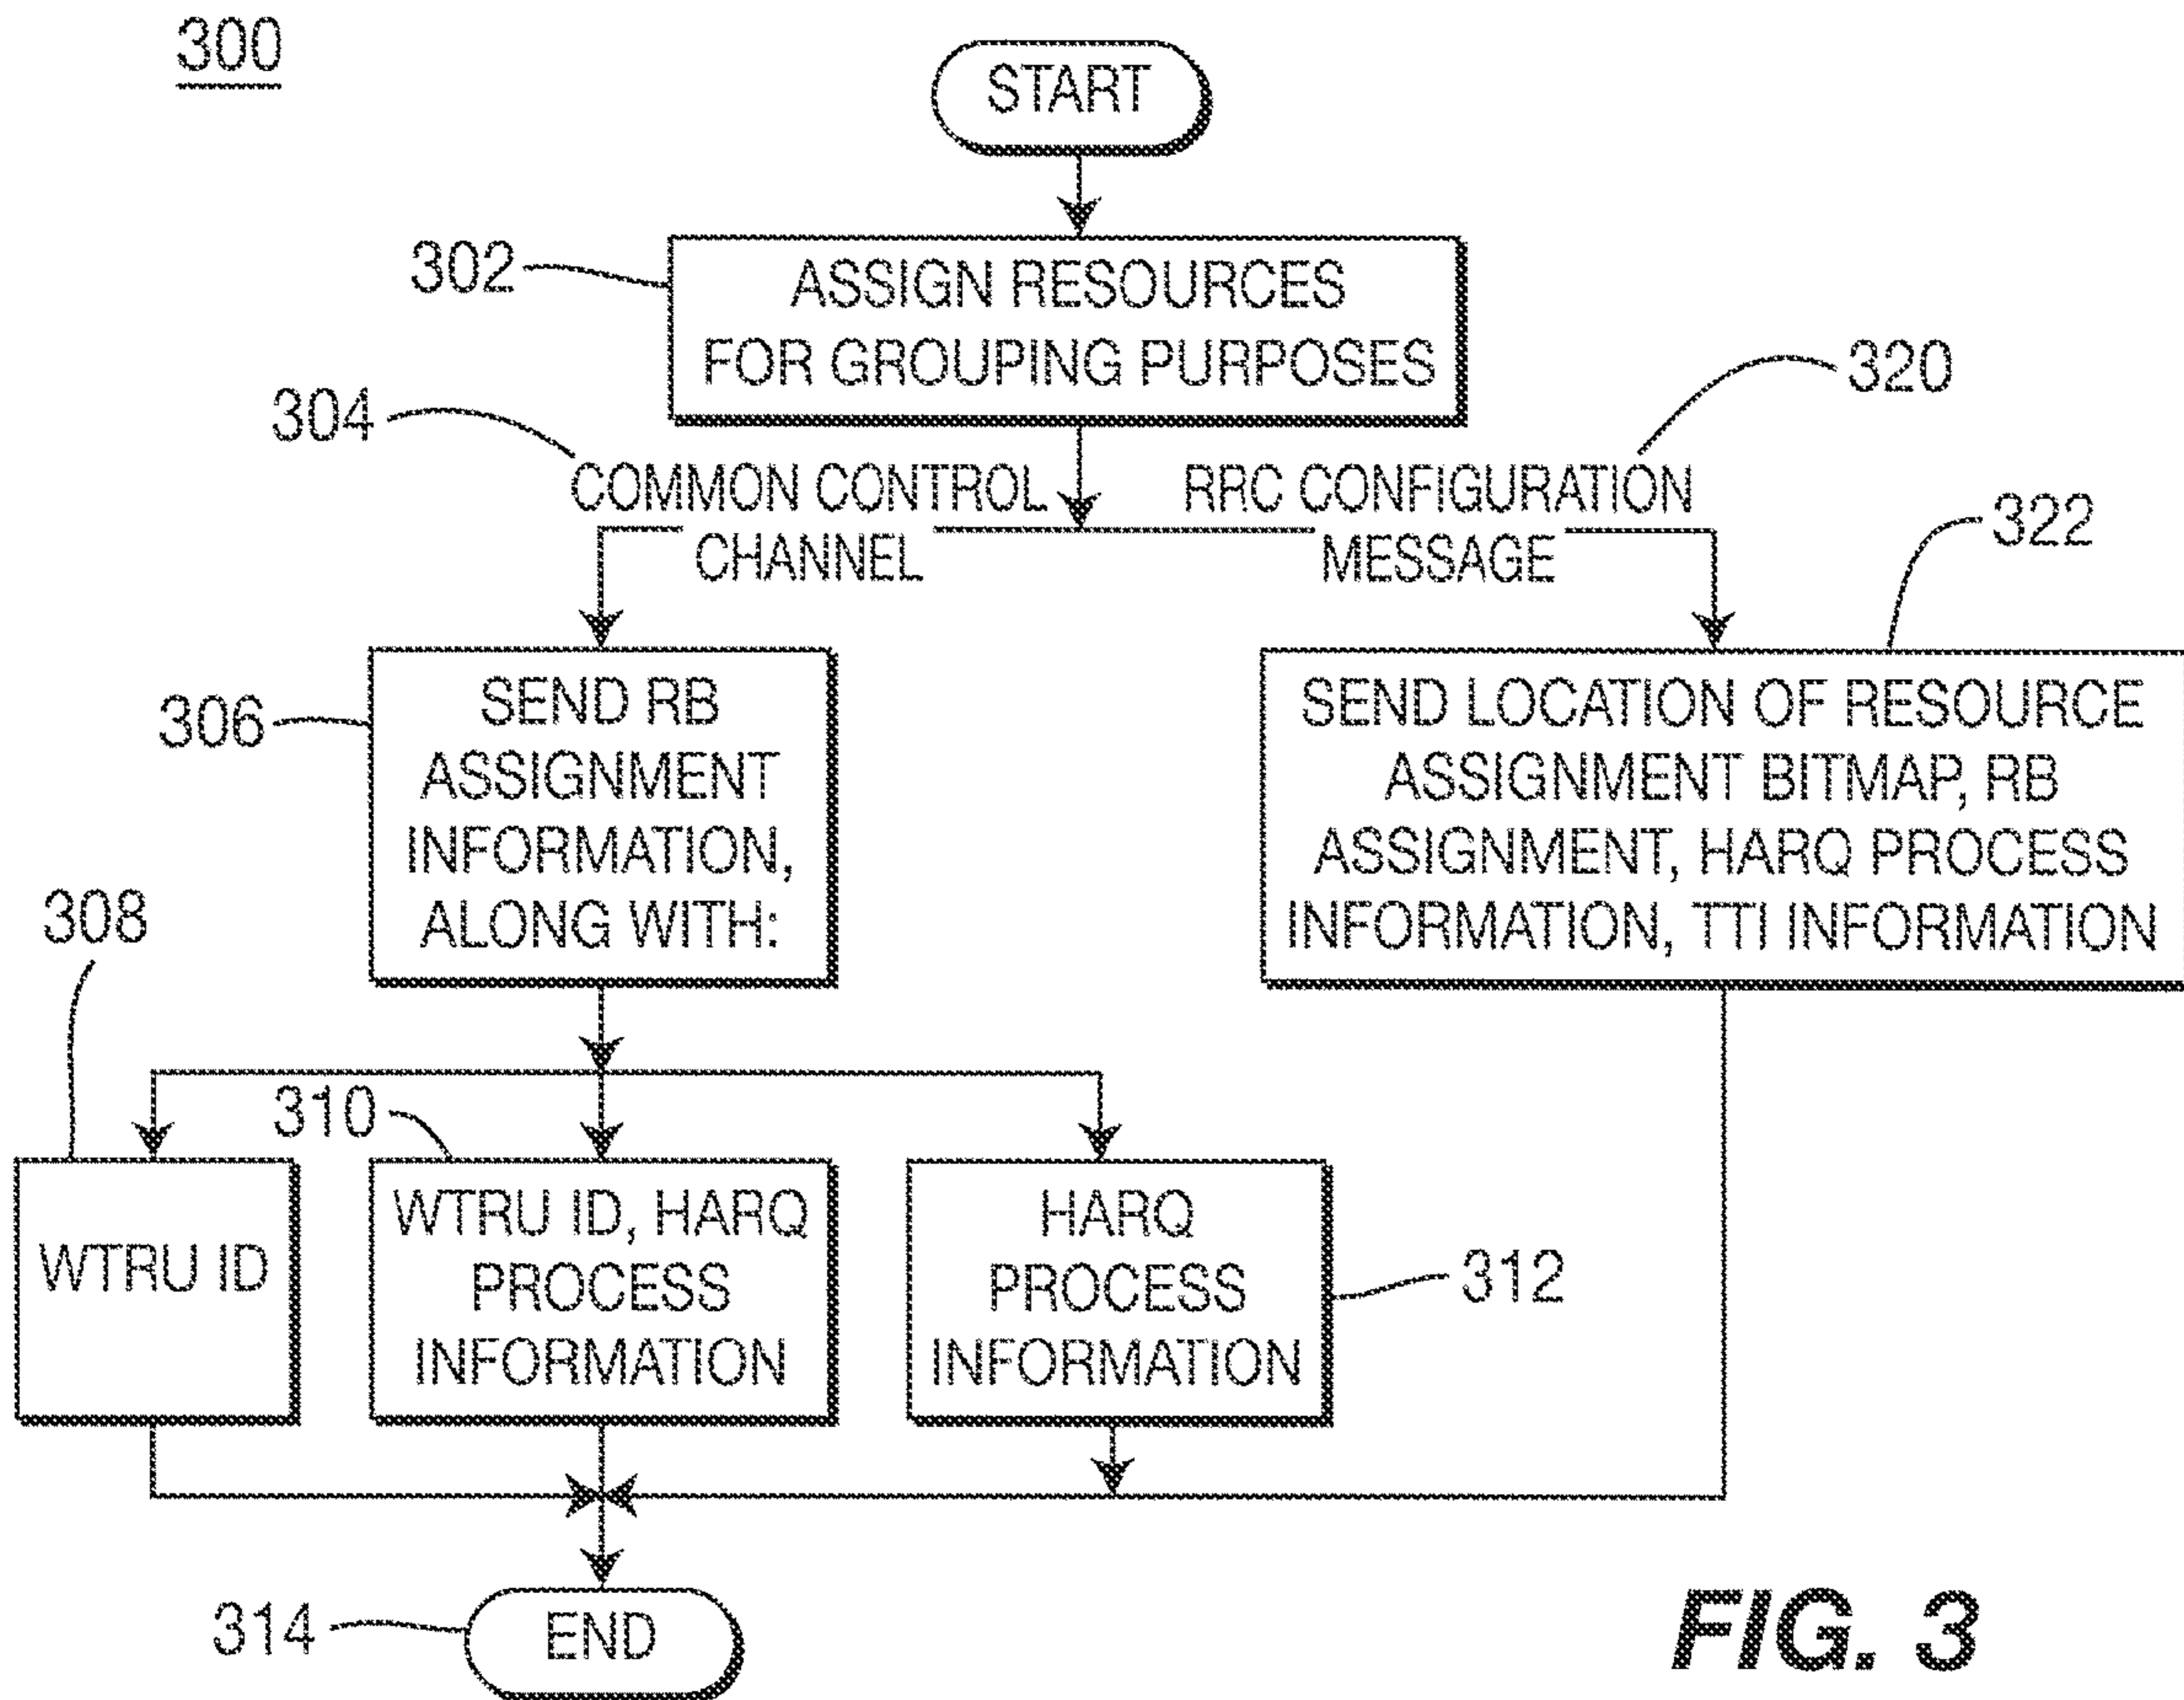 300
START
302
ASSIGN RESOURCES
FOR GROUPING PURPOSES
304
320
COMMON CONTROL
CHANNEL
RRC CONFIGURATION
MESSAGE
322
306
SEND RB
ASSIGNMENT
INFORMATION,
ALONG WITH:
SEND LOCATION OF RESOURCE
ASSIGNMENT BITMAP, RB
ASSIGNMENT, HARQ PROCESS
INFORMATION, TTI INFORMATION
308
310
WTRU ID
WTRU ID, HARQ
PROCESS
INFORMATION
HARQ
PROCESS
INFORMATION
312
314
END
FIG. 3